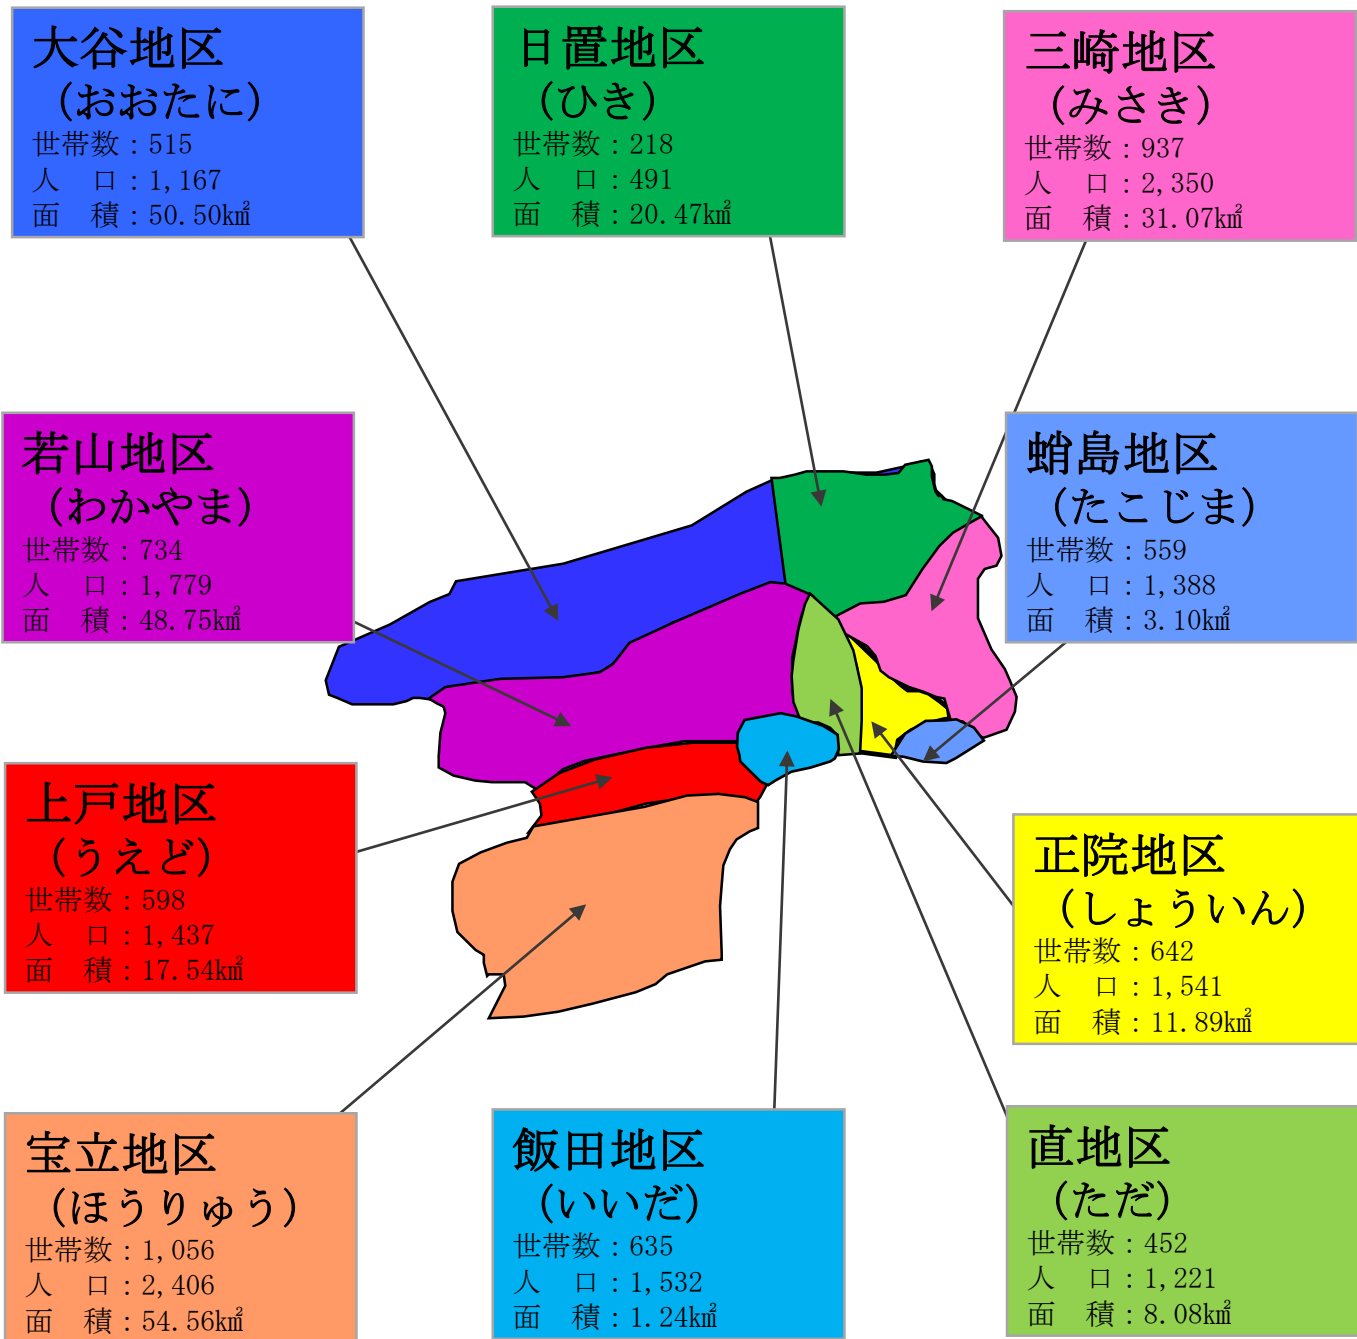 大谷地区
（おおたに）
世帯数：515
人　口：1,167
面　積：50.50㎢
日置地区
（ひき）
世帯数：218
人　口：491
面　積：20.47㎢
三崎地区
（みさき）
世帯数：937
人　口：2,350
面　積：31.07㎢
若山地区
（わかやま）
世帯数：734
人　口：1,779
面　積：48.75㎢
蛸島地区
（たこじま）
世帯数：559
人　口：1,388
面　積：3.10㎢
上戸地区
（うえど）
世帯数：598
人　口：1,437
面　積：17.54㎢
正院地区
（しょういん）
世帯数：642
人　口：1,541
面　積：11.89㎢
宝立地区
（ほうりゅう）
世帯数：1,056
人　口：2,406
面　積：54.56㎢
飯田地区
（いいだ）
世帯数：635
人　口：1,532
面　積：1.24㎢
直地区
（ただ）
世帯数：452
人　口：1,221
面　積：8.08㎢